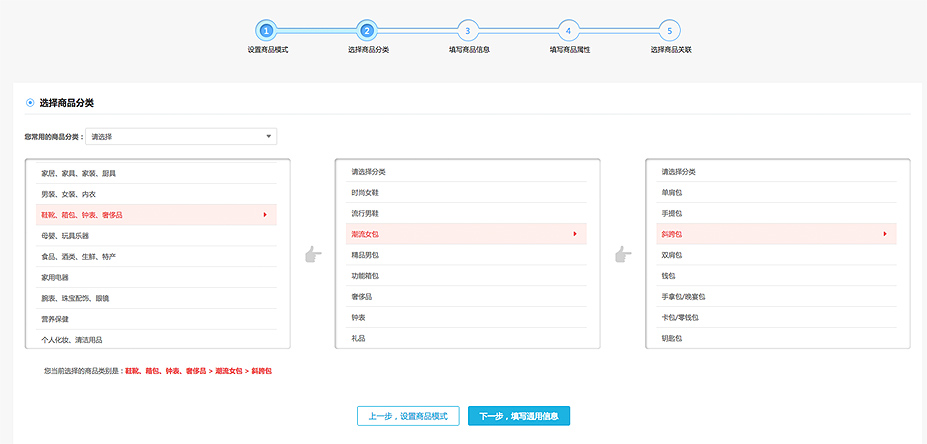 1 2 3 4 5
设置商品模式 选择商品分类 填写商品信息 填写商品属性 选择商品关联
选择商品分类
您常用的商品分类： 请选择
家居、家具、家装、厨具
男装、女装、内衣
鞋靴、箱包、钟表、奢侈品
母婴、玩具乐器
食品、酒类、生鲜、特产
家用电器
腕表、珠宝配饰、眼镜
营养保健
个人化妆、清洁用品
请选择分类
时尚女鞋
流行男鞋
潮流女包
精品男包
功能箱包
奢侈品
钟表
礼品
请选择分类
单肩包
手提包
斜跨包
双肩包
钱包
手拿包/晚宴包
卡包/零钱包
钥匙包
您当前选择的商品类别是：鞋靴、箱包、钟表、奢侈品 > 潮流女包 > 斜跨包
上一步，设置商品模式
下一步，填写通用信息